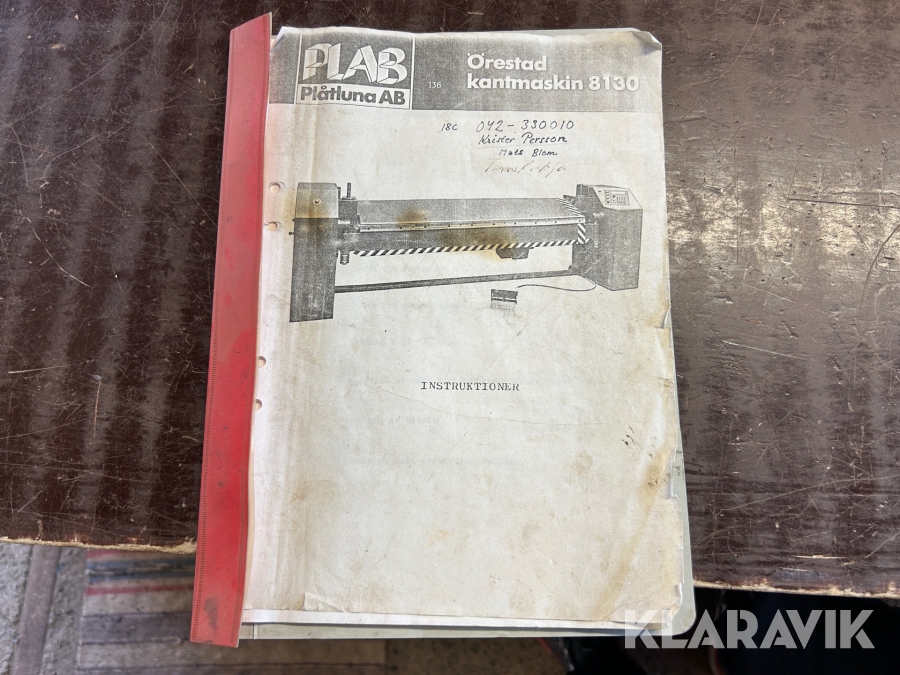 PLAB
Plåtluna AB
136
Örestad
kantmaskin 8130
18C 042-330010
Krister Persson
Mats Blom
INSTRUKTIONER
KLARAVIK